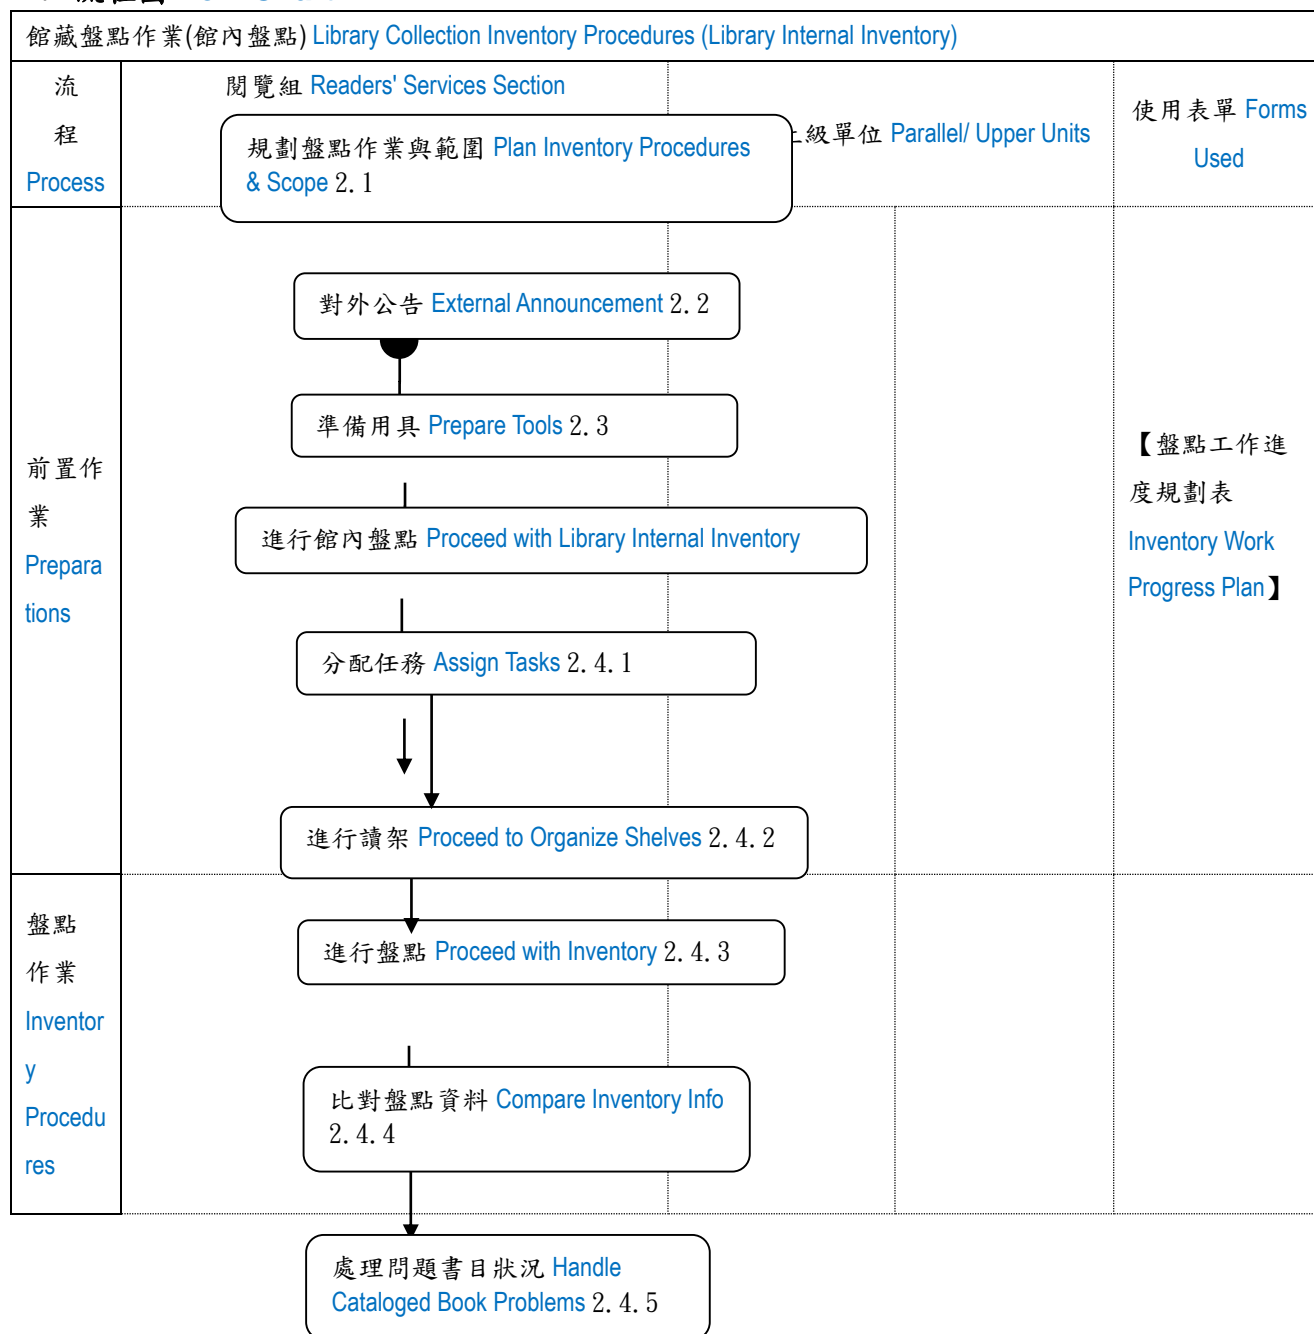 館藏盤點作業(館內盤點) Library Collection Inventory Procedures (Library Internal Inventory)
流
程
Process
閱覽組 Readers' Services Section
級單位 Parallel/ Upper Units
使用表單 Forms
Used
規劃盤點作業與範圍 Plan Inventory Procedures
& Scope 2.1
前置作
業
Prepara
tions
對外公告 External Announcement 2.2
準備用具 Prepare Tools 2.3
進行館內盤點 Proceed with Library Internal Inventory
分配任務 Assign Tasks 2.4.1
進行讀架 Proceed to Organize Shelves 2.4.2
【盤點工作進
度規劃表
Inventory Work
Progress Plan】
盤點
作業
Inventor
y
Procedu
res
進行盤點 Proceed with Inventory 2.4.3
比對盤點資料 Compare Inventory Info
2.4.4
處理問題書目狀況 Handle
Cataloged Book Problems 2.4.5